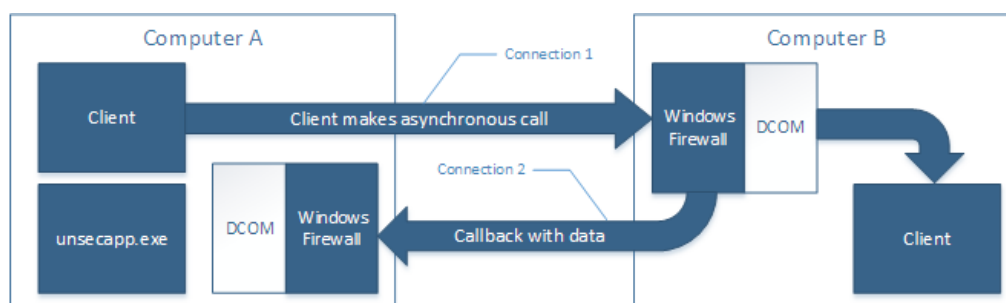 Computer A
Computer B
Connection 1
Client
Client makes asynchronous call
Windows
Firewall
DCOM
Connection 2
unsecapp.exe
DCOM
Windows
Firewall
Callback with data
Client